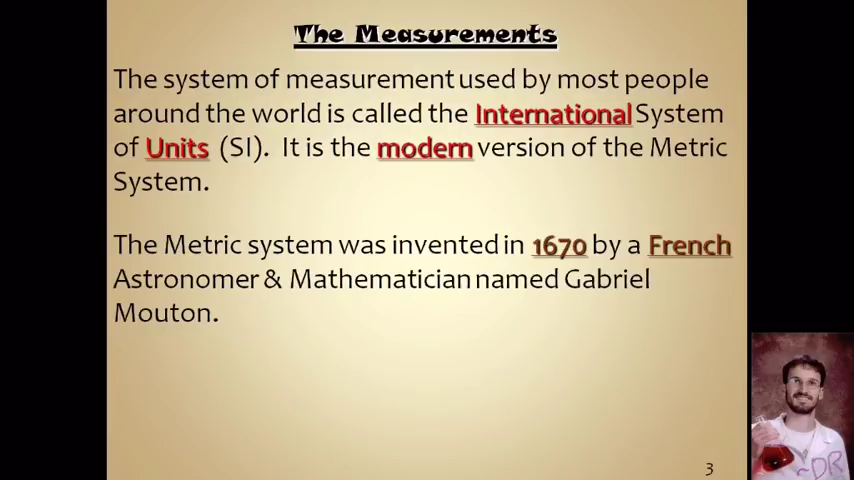 The Measurements
The system of measurement used by most people
around the world is called the International System
of Units (SI). It is the modern version of the Metric
System.
The Metric system was invented in 1670 by a French
Astronomer & Mathematician named Gabriel
Mouton.
3
~DR